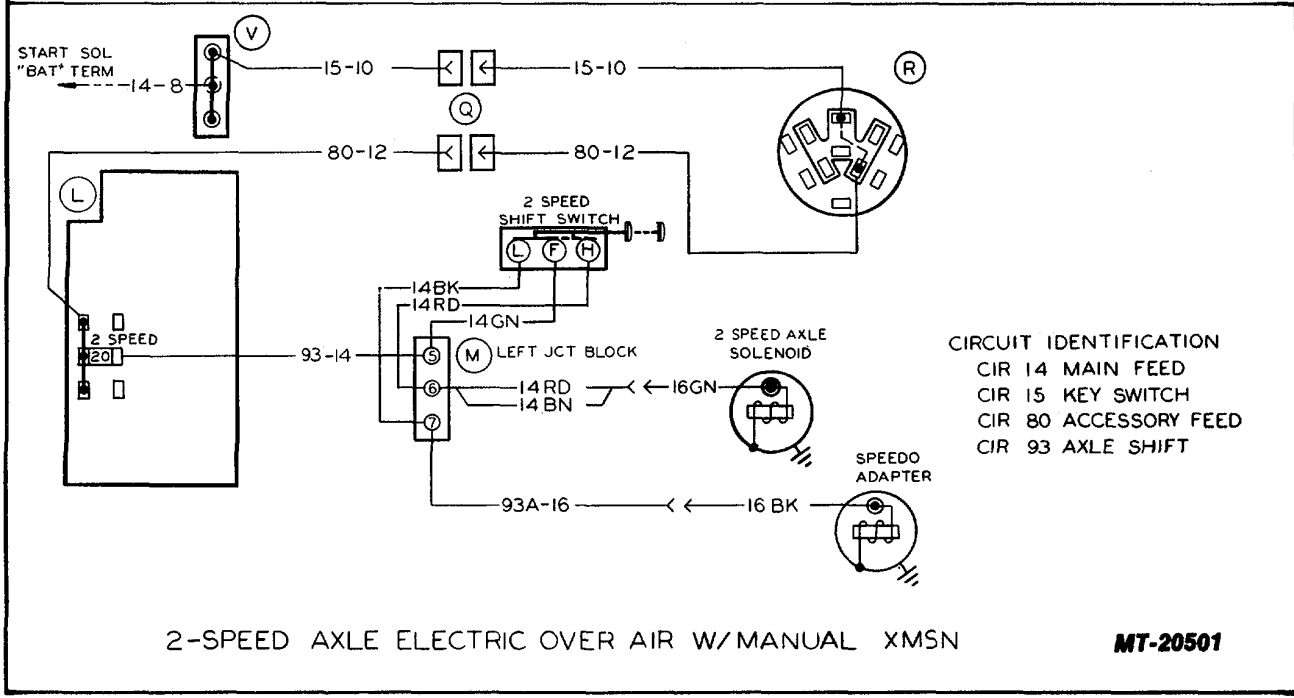 V
START SOL
"BAT" TERM
14-8
15-10
15-10
R
Q
80-12
80-12
L
2 SPEED
SHIFT SWITCH
L F H
14BK
14RD
14GN
2 SPEED
20
93-14
5
M
LEFT JCT BLOCK
6
14RD
14BN
16GN
7
2 SPEED AXLE
SOLENOID
CIRCUIT IDENTIFICATION
CIR 14 MAIN FEED
CIR 15 KEY SWITCH
CIR 80 ACCESSORY FEED
CIR 93 AXLE SHIFT
SPEEDO
ADAPTER
93A-16
16 BK
2-SPEED AXLE ELECTRIC OVER AIR W/MANUAL XMSN
MT-20501